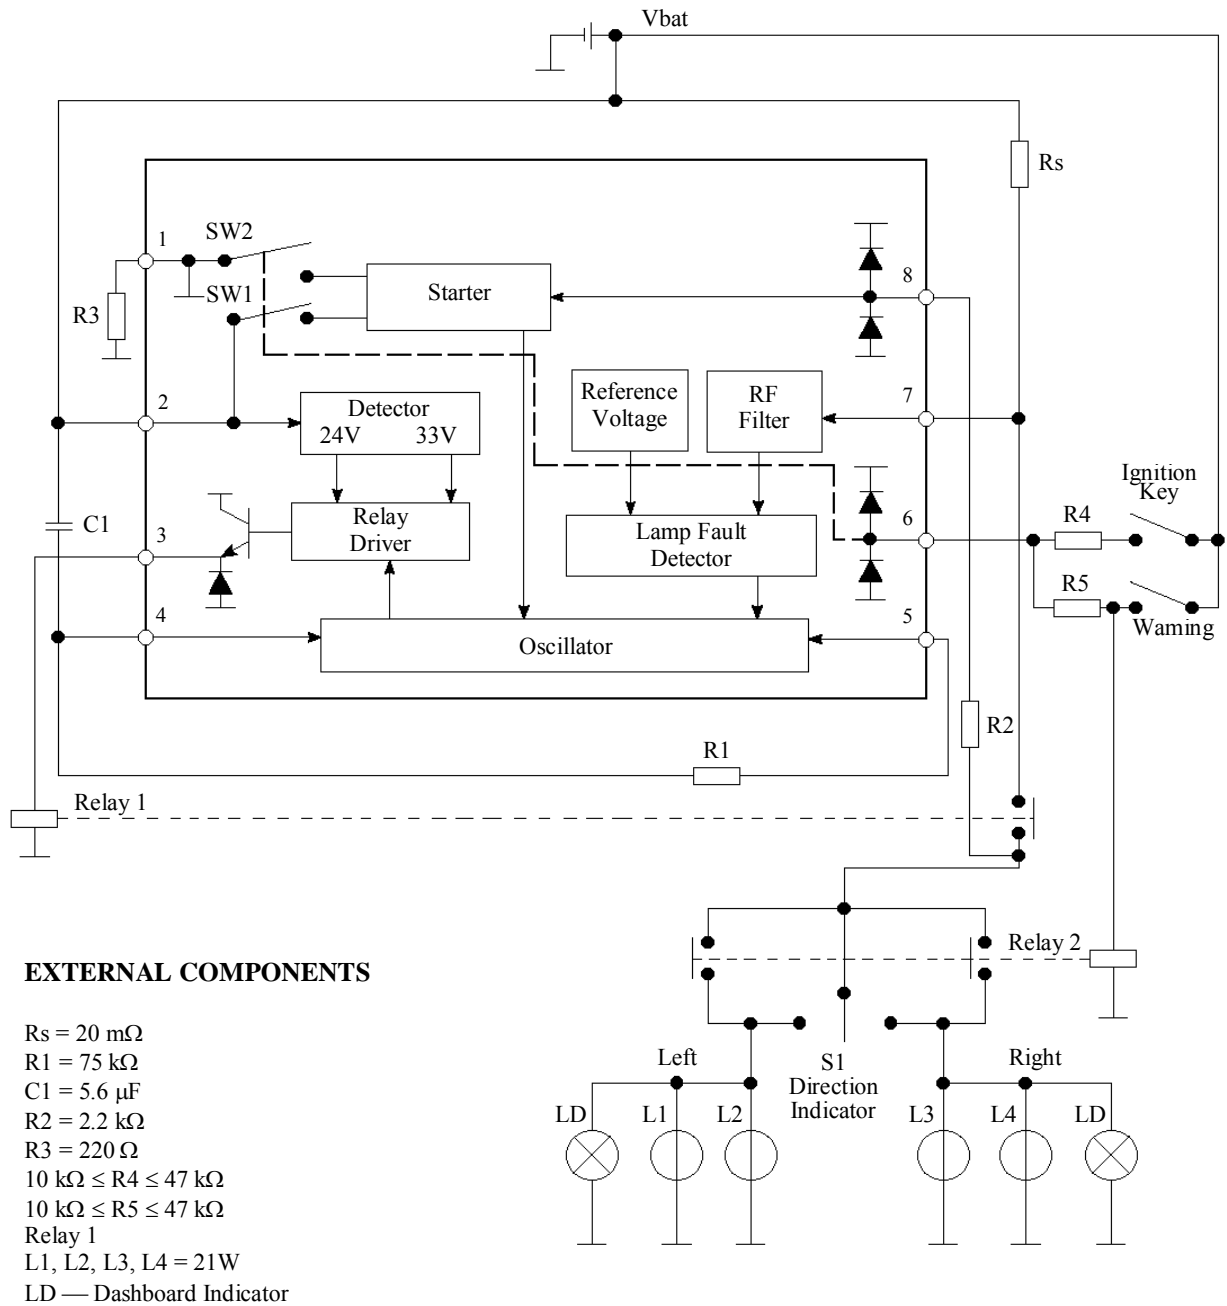 Vbat
Rs
1
SW2
8
R3
SW1
Starter
2
Detector
24V 33V
Reference
Voltage
RF
Filter
7
Ignition
Key
C1
3
Relay
Driver
Lamp Fault
Detector
6
R4
R5
Waming
4
Oscillator
5
R2
R1
Relay 1
Relay 2
EXTERNAL COMPONENTS
Rs = 20 mΩ
R1 = 75 kΩ
C1 = 5.6 μF
R2 = 2.2 kΩ
R3 = 220 Ω
10 kΩ ≤ R4 ≤ 47 kΩ
10 kΩ ≤ R5 ≤ 47 kΩ
Relay 1
L1, L2, L3, L4 = 21W
LD — Dashboard Indicator
Left
S1
Direction
Indicator
Right
LD
L1
L2
L3
L4
LD